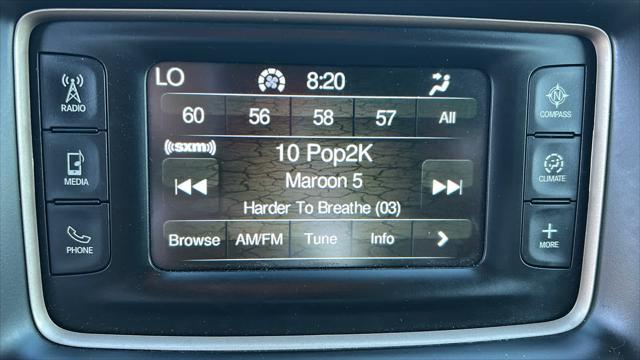 LO 8:20
60 56 58 57 All
((sxm))
10 Pop2K
Maroon 5
Harder To Breathe (03)
Browse AM/FM Tune Info
RADIO
MEDIA
PHONE
N
COMPASS
CLIMATE
MORE